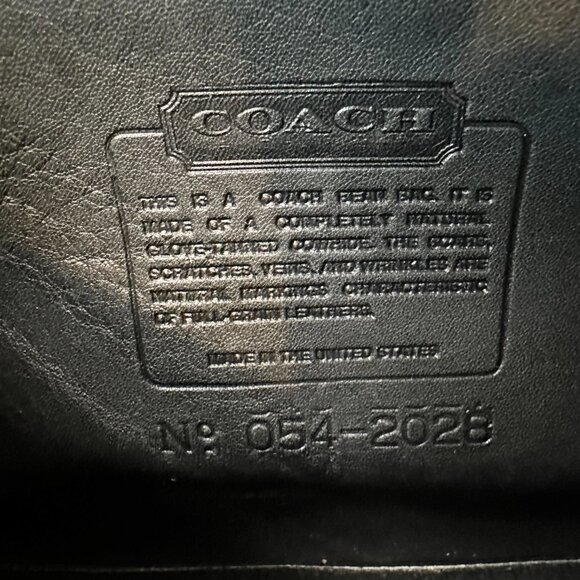 COACH
THIS IS A COACH BEAN BAG. IT IS
MADE OF A COMPLETELY NATURAL
GLOVE-TANNED COWHIDE. THE SCARS,
SCRATCHES, VEINS, AND WRINKLES ARE
NATURAL MARKINGS CHARACTERISTIC
OF FULL-GRAIN LEATHERS.
MADE IN THE UNITED STATES
No: 054-2028